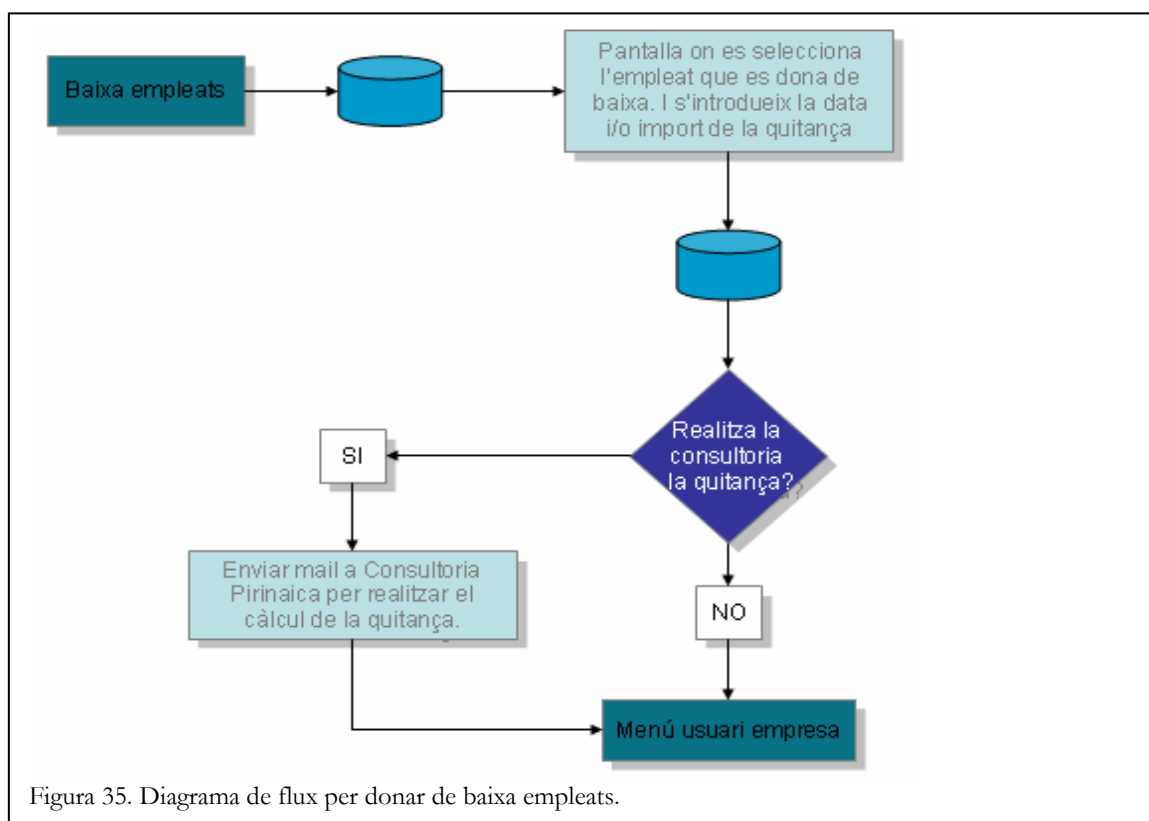 Baixa empleats
Pantalla on es selecciona
l'empleat que es dona de
baixa. I s'introdueix la data
i/o import de la quitança
Realitza la
consultoria
la quitança?
SI
Enviar mail a Consultoria
Pirinaica per realitzar el
càlcul de la quitança.
NO
Menú usuari empresa
Figura 35. Diagrama de flux per donar de baixa empleats.